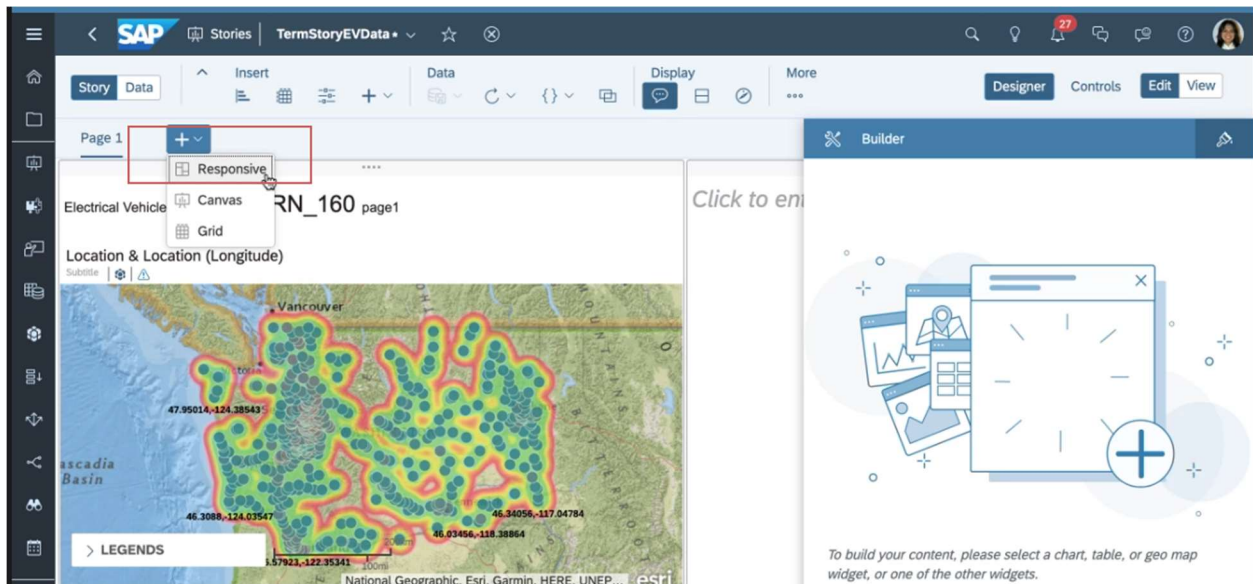 SAP Stories TermStoryEVData* 27
Story Data Insert Data Display More Designer Controls Edit View
Page 1
Builder
Responsive
Canvas
Grid
Electrical Vehicle RN_160 page1
Click to en
Location & Location (Longitude)
Subtitle
Vancouver
47.95014,-124.38543
Basin
46.3088,-124.03547
46.34056,-117.04784
46.03456,-118.38864
LEGENDS
100mi
National Geographic, Esri, Garmin, HERE, UNEP... esri
To build your content, please select a chart, table, or geo map
widget, or one of the other widgets.